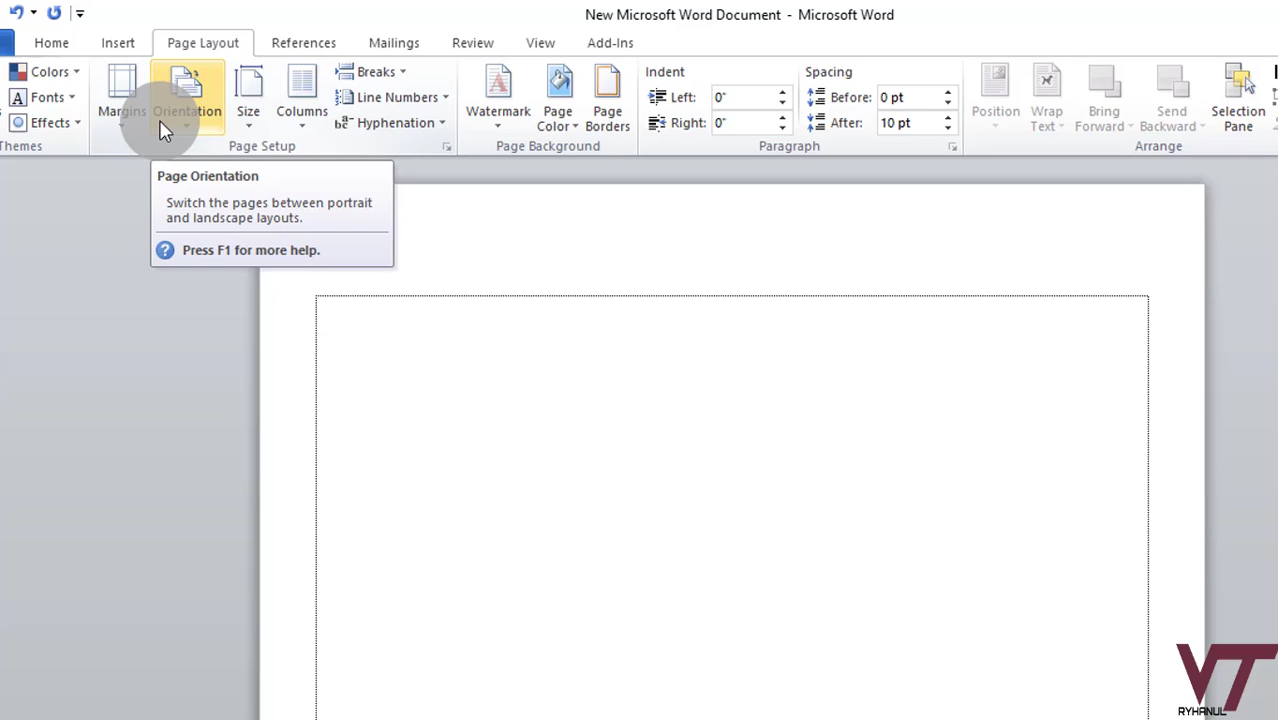 New Microsoft Word Document - Microsoft Word
Home Insert Page Layout References Mailings Review View Add-Ins
Colors
Fonts
Effects
Themes
Margins
Orientation
Size
Columns
Breaks
Line Numbers
Hyphenation
Page Setup
Watermark
Page
Color
Page
Borders
Page Background
Indent
Left: 0"
Right: 0"
Spacing
Before: 0 pt
After: 10 pt
Paragraph
Position
Wrap
Text
Bring
Forward
Send
Backward
Selection
Pane
Arrange
Page Orientation
Switch the pages between portrait
and landscape layouts.
Press F1 for more help.
VT
RYHANUL